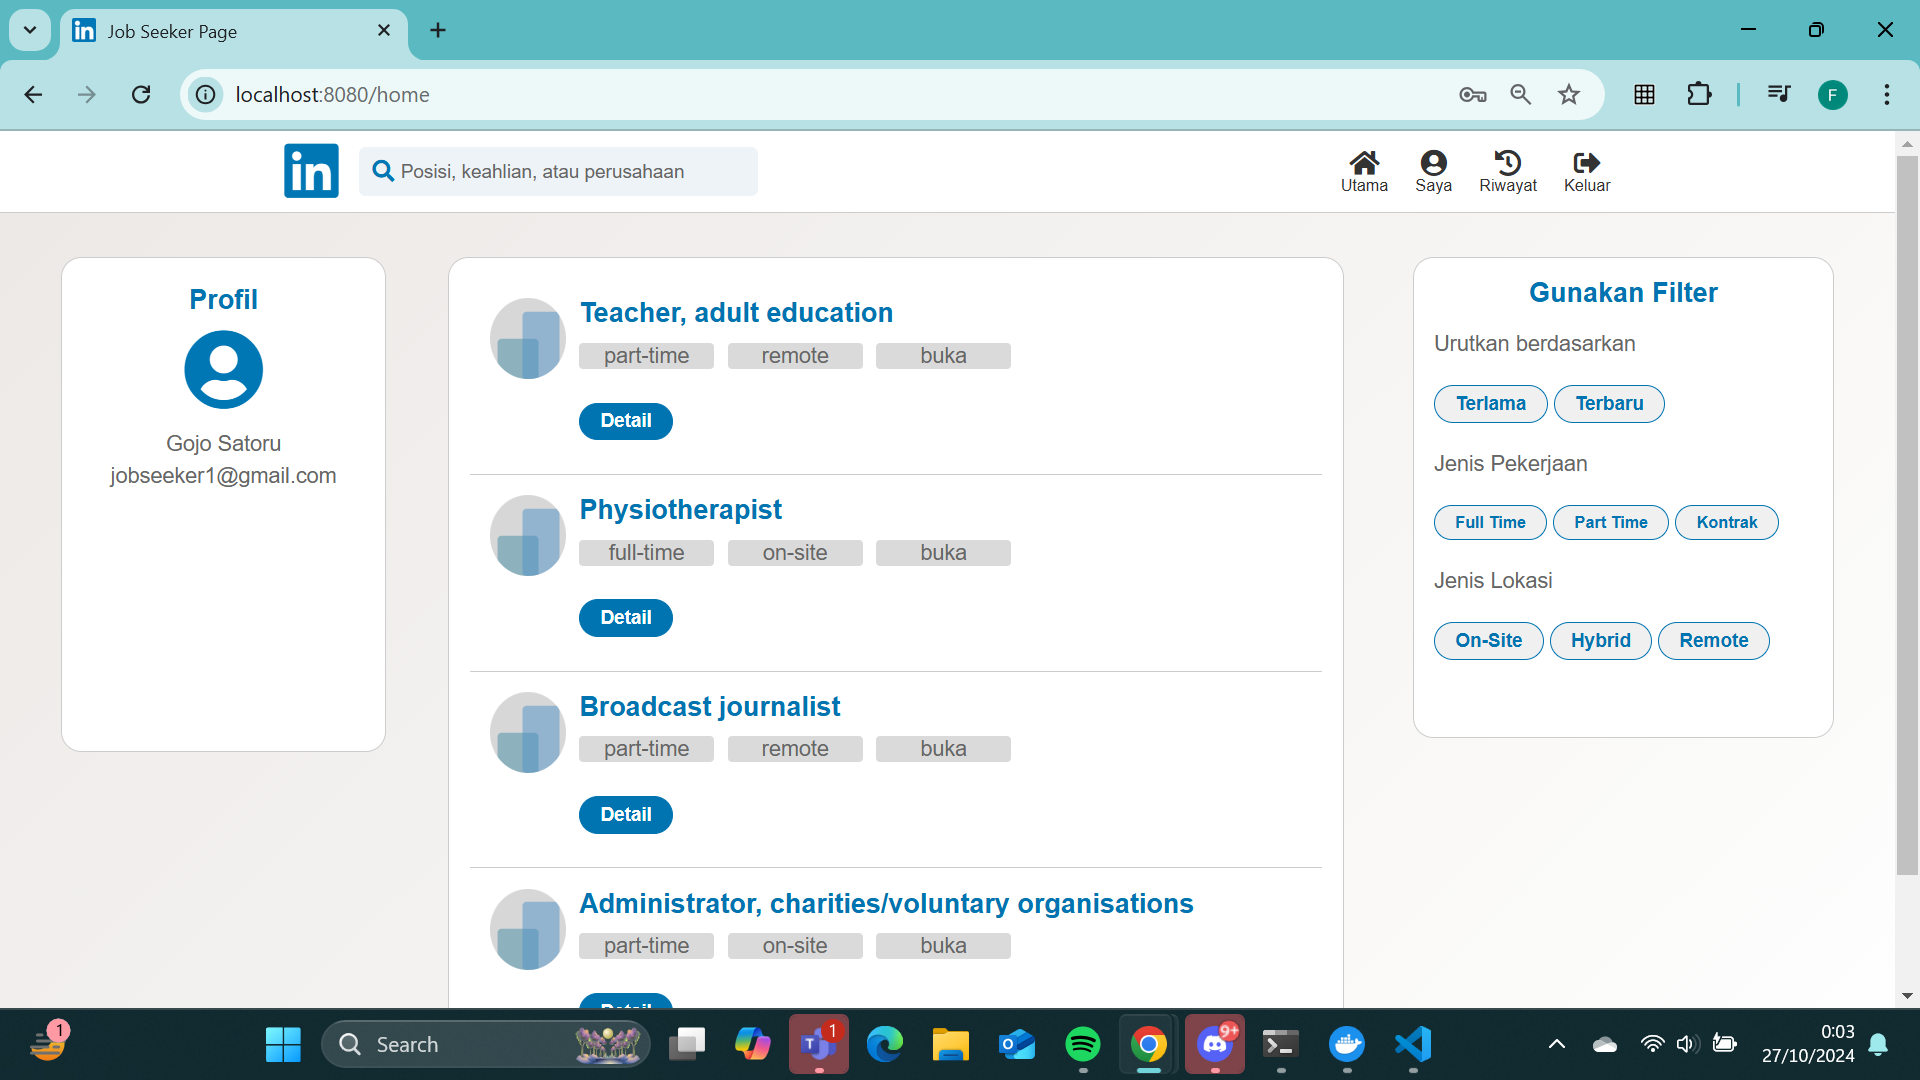 Job Seeker Page
localhost:8080/home
F
in
Posisi, keahlian, atau perusahaan
Utama
Saya
Riwayat
Keluar
Profil
Gojo Satoru
jobseeker1@gmail.com
Teacher, adult education
part-time remote buka
Detail
Physiotherapist
full-time on-site buka
Detail
Broadcast journalist
part-time remote buka
Detail
Administrator, charities/voluntary organisations
part-time on-site buka
Detail
Gunakan Filter
Urutkan berdasarkan
Terlama Terbaru
Jenis Pekerjaan
Full Time Part Time Kontrak
Jenis Lokasi
On-Site Hybrid Remote
1
Search
1
9+
0:03
27/10/2024